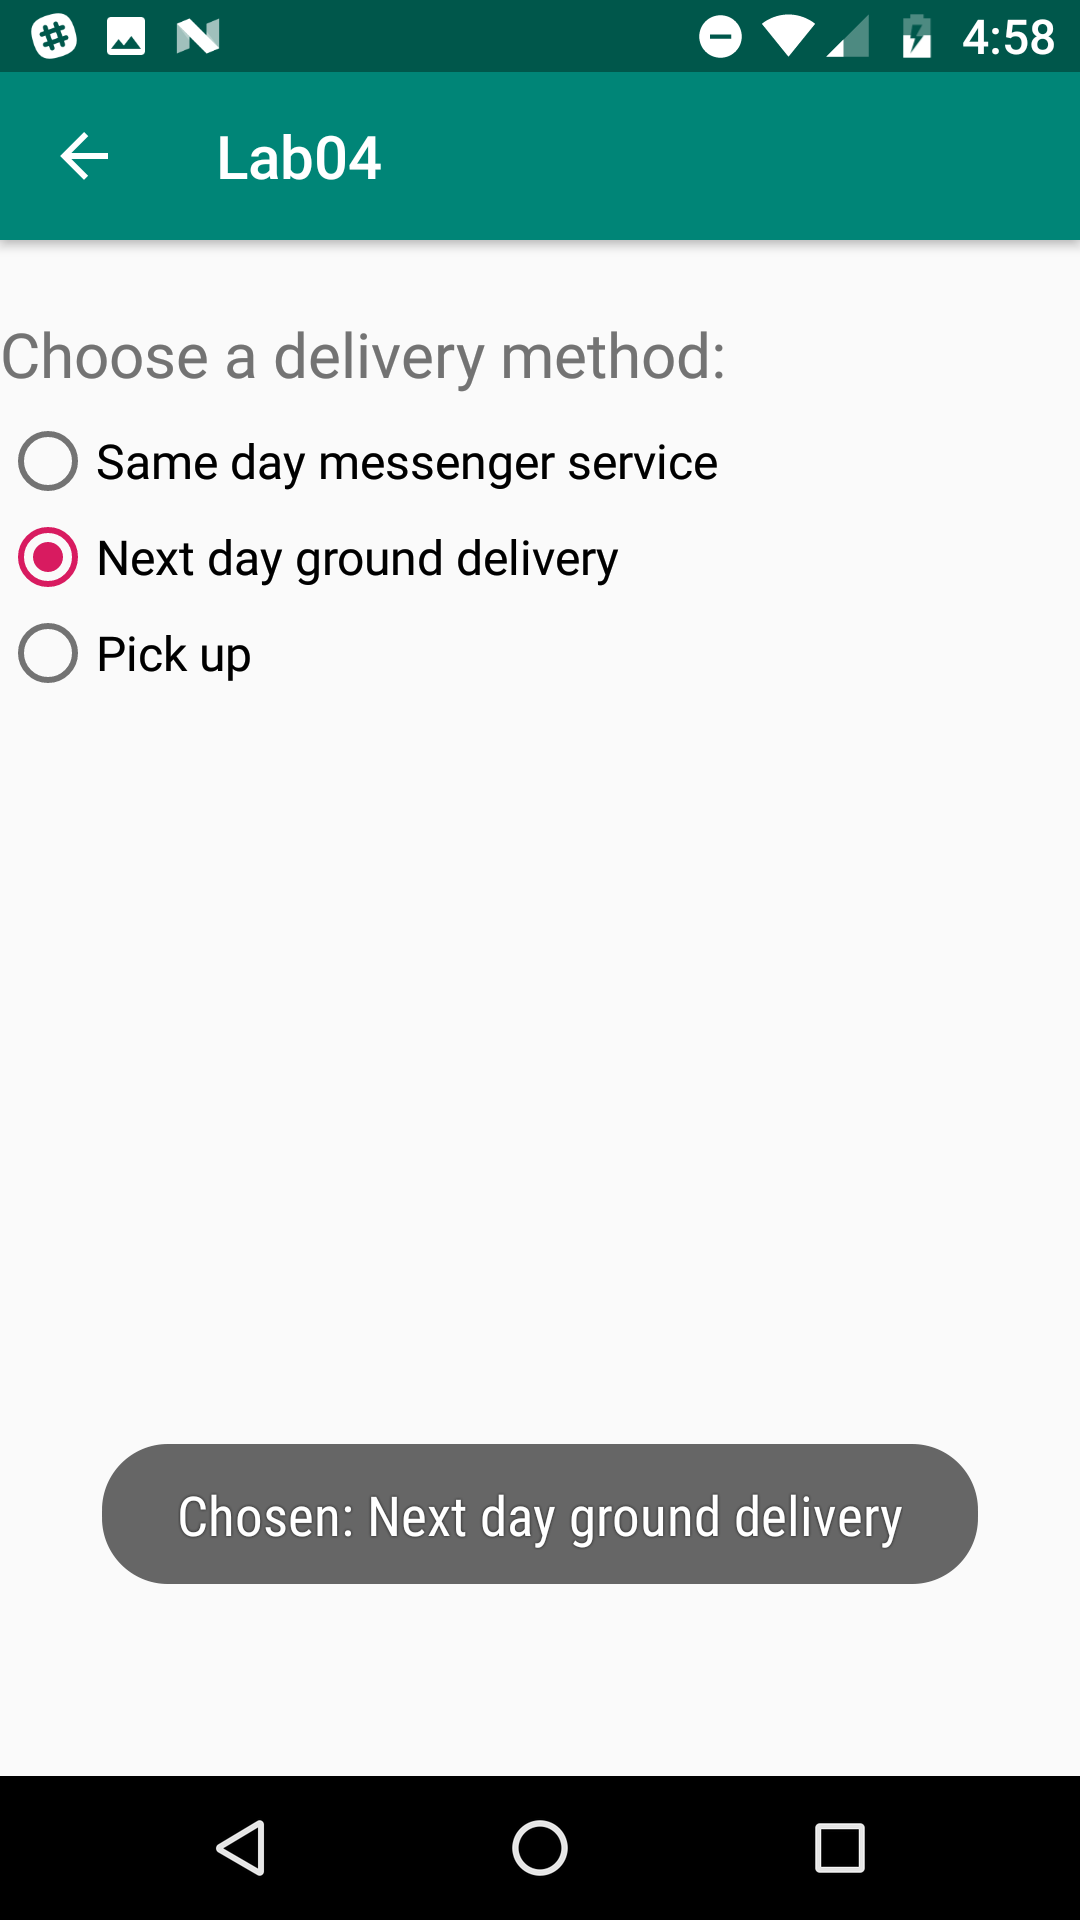 4:58
Lab04
Choose a delivery method:
Same day messenger service
Next day ground delivery
Pick up
Chosen: Next day ground delivery